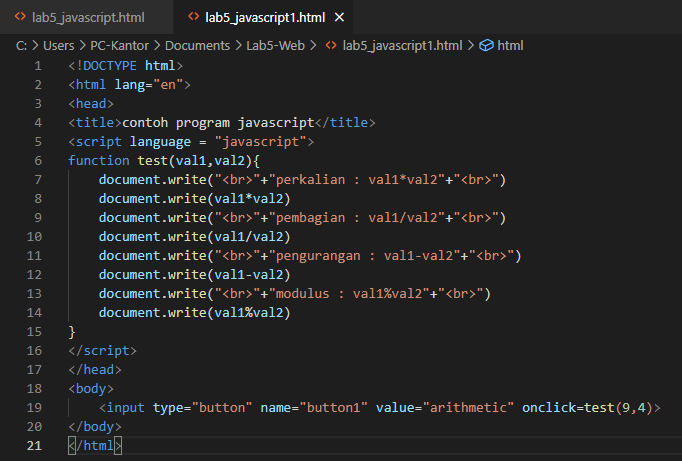 lab5_javascript.html lab5_javascript1.html
C: > Users > PC-Kantor > Documents > Lab5-Web > lab5_javascript1.html > html
1 <!DOCTYPE html>
2 <html lang="en">
3 <head>
4 <title>contoh program javascript</title>
5 <script language = "javascript">
6 function test(val1,val2){
7 document.write("<br>"+"perkalian : val1*val2"+"<br>")
8 document.write(val1*val2)
9 document.write("<br>"+"pembagian : val1/val2"+"<br>")
10 document.write(val1/val2)
11 document.write("<br>"+"pengurangan : val1-val2"+"<br>")
12 document.write(val1-val2)
13 document.write("<br>"+"modulus : val1%val2"+"<br>")
14 document.write(val1%val2)
15 }
16 </script>
17 </head>
18 <body>
19 <input type="button" name="button1" value="arithmetic" onclick=test(9,4)>
20 </body>
21 </html>